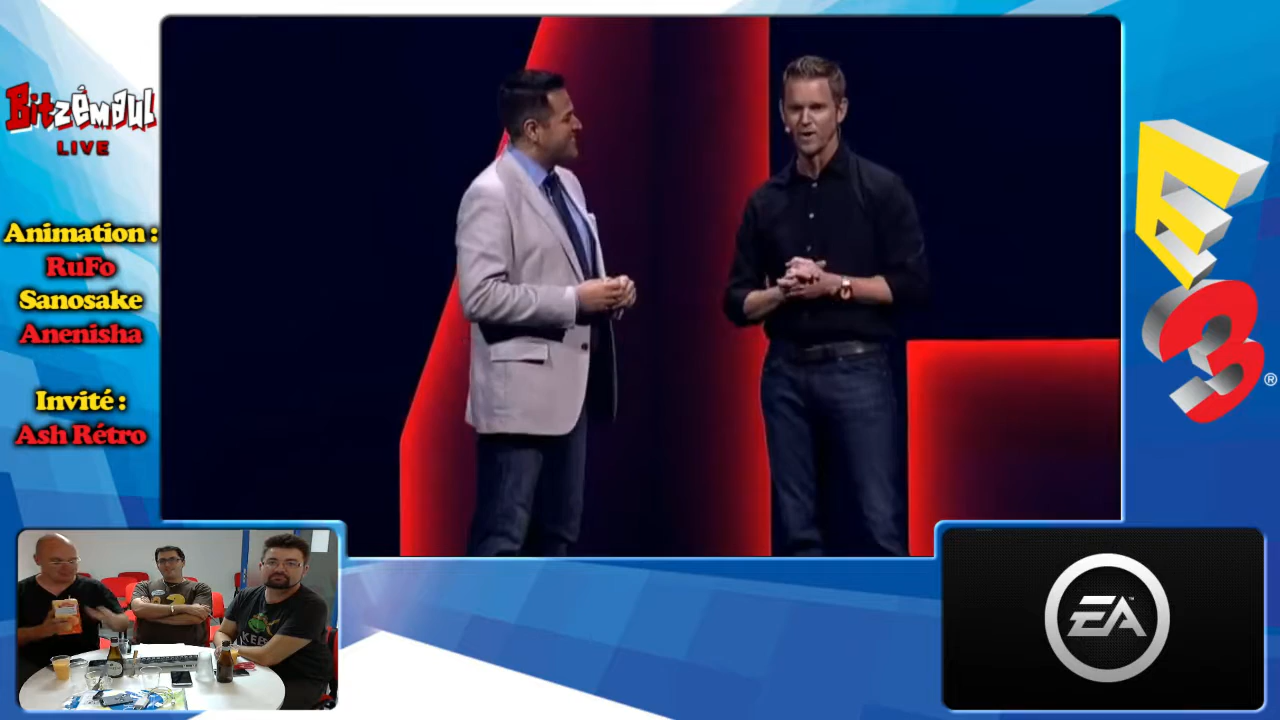 Bitzémoul
LIVE
Animation :
RuFo
Sanosake
Anenisha
Invité :
Ash Rétro
E3
®
EA